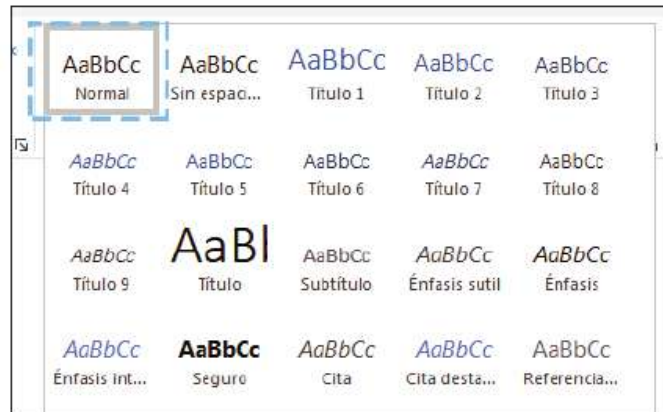 AaBbCc AaBbCc AaBbCc AaBbCc AaBbCc
Normal Sin espaci... Título 1 Título 2 Título 3
AaBbCc AaBbCc AaBbCc AaBbCc AaBbCc
Título 4 Título 5 Título 6 Título 7 Título 8
AaBbCc AaBl AaBbCc AaBbCc AaBbCc
Título 9 Título Subtítulo Énfasis sutil Énfasis
AaBbCc AaBbCc AaBbCc AaBbCc AaBbCc
Énfasis int... Seguro Cita Cita desta... Referencia...